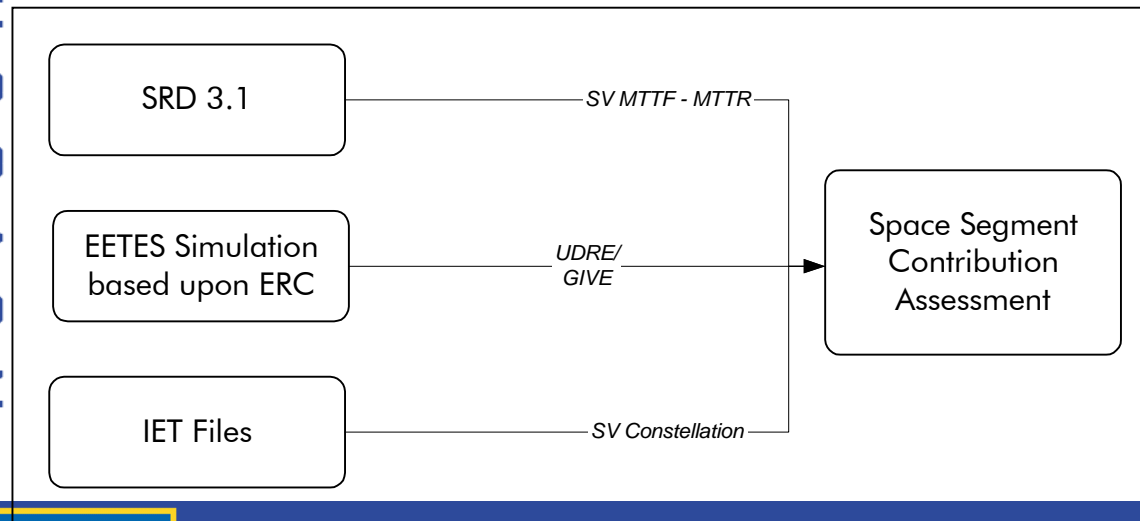 SRD 3.1
SV MTTF - MTTR
EETES Simulation
based upon ERC
UDRE/
GIVE
Space Segment
Contribution
Assessment
IET Files
SV Constellation